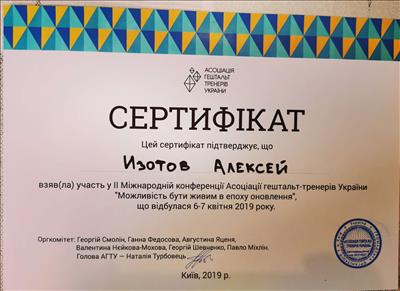 АСОЦІАЦІЯ
ГЕШТАЛЬТ
ТРЕНЕРІВ
УКРАЇНИ
СЕРТИФІКАТ
Цей сертифікат підтверджує, що
Изотов Алексей
взяв(ла) участь у II Міжнародній конференції Асоціації гештальт-тренерів України
"Можливість бути живим в епоху оновлення",
що відбулася 6-7 квітня 2019 року.
Оргкомітет: Георгій Смолін, Ганна Федосова, Августина Яценя,
Валентина Нєйкова-Мохова, Георгій Шевченко, Павло Міхлін.
Голова АГТУ — Наталія Турбовець
Київ, 2019 р.